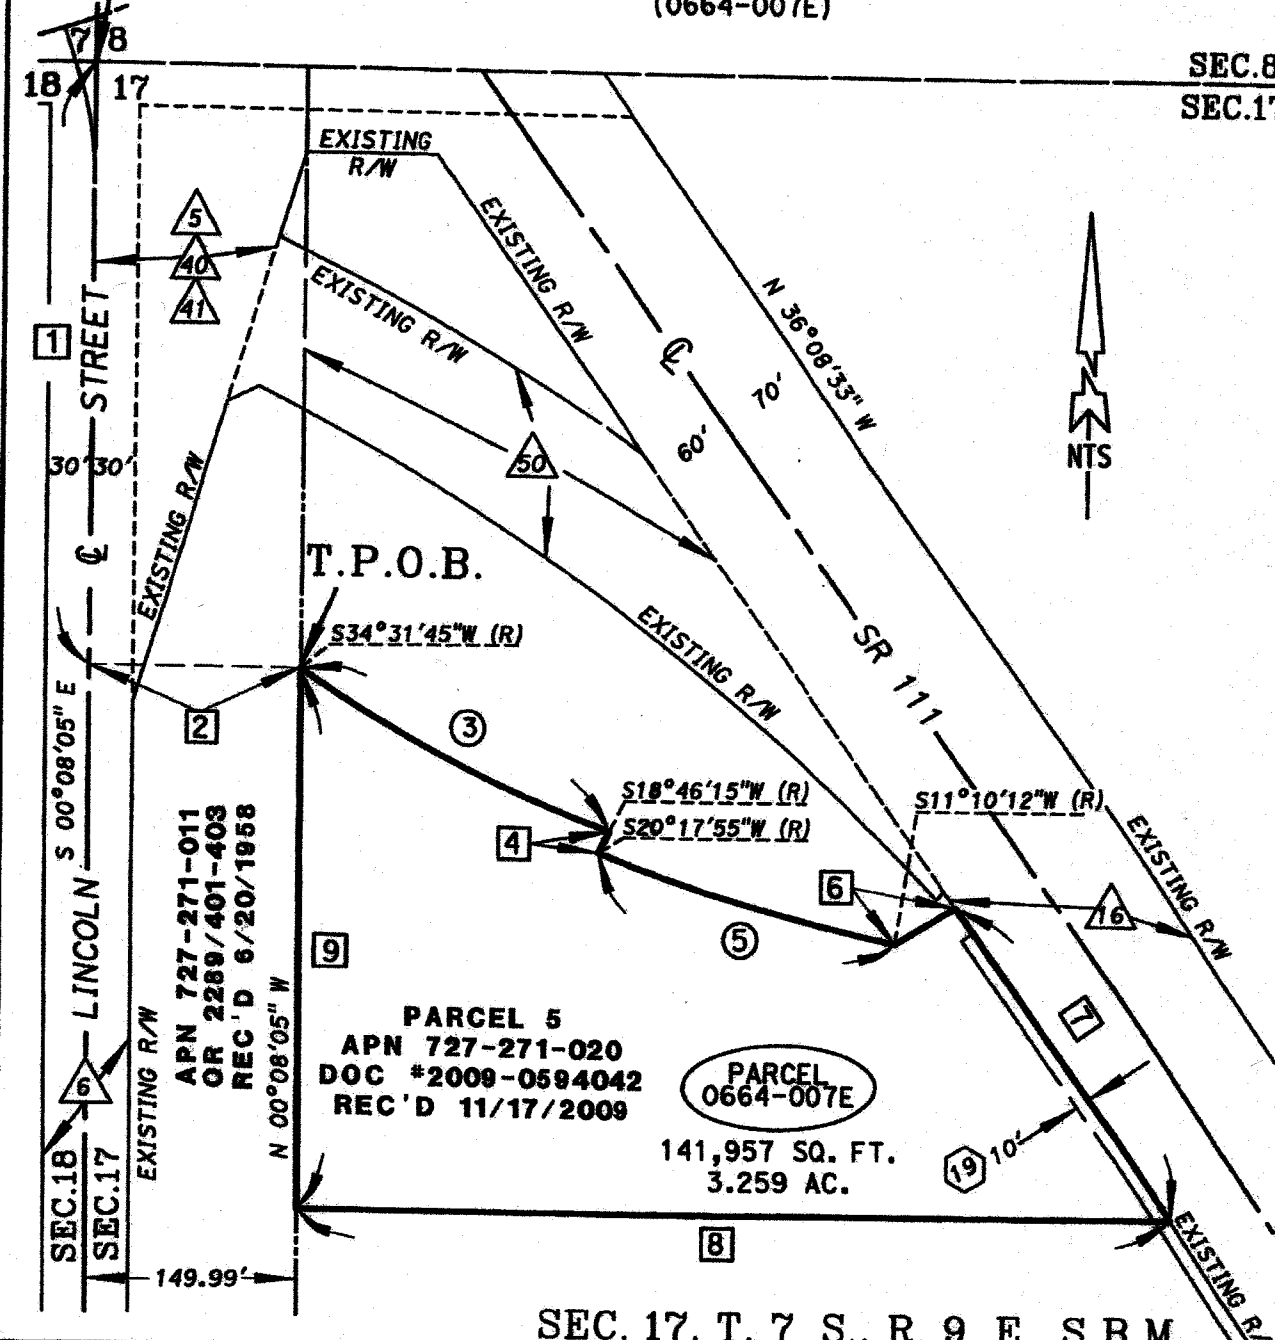 (0664-007E)
7 8
18 17
SEC.8
SEC.17
EXISTING
R/W
5
40
41
EXISTING R/W
EXISTING R/W
N 36°08'33" W
1
STREET
℄
70'
60'
NTS
30' 30'
50
EXISTING R/W
℄
T.P.O.B.
S34°31'45"W (R)
EXISTING R/W
SR 111
2
3
S 00°08'05" E
S18°46'15"W (R)
S20°17'55"W (R)
S11°10'12"W (R)
4
5
6
16
EXISTING R/W
LINCOLN
APN 727-271-011
OR 2289/401-403
REC'D 6/20/1958
9
N 00°08'05" W
PARCEL 5
APN 727-271-020
DOC #2009-0594042
REC'D 11/17/2009
PARCEL
0664-007E
141,957 SQ. FT.
3.259 AC.
7
19
10'
6
EXISTING R/W
SEC.18
SEC.17
8
149.99'
EXISTING R/
SEC. 17, T. 7 S., R. 9 E., S.B.M.